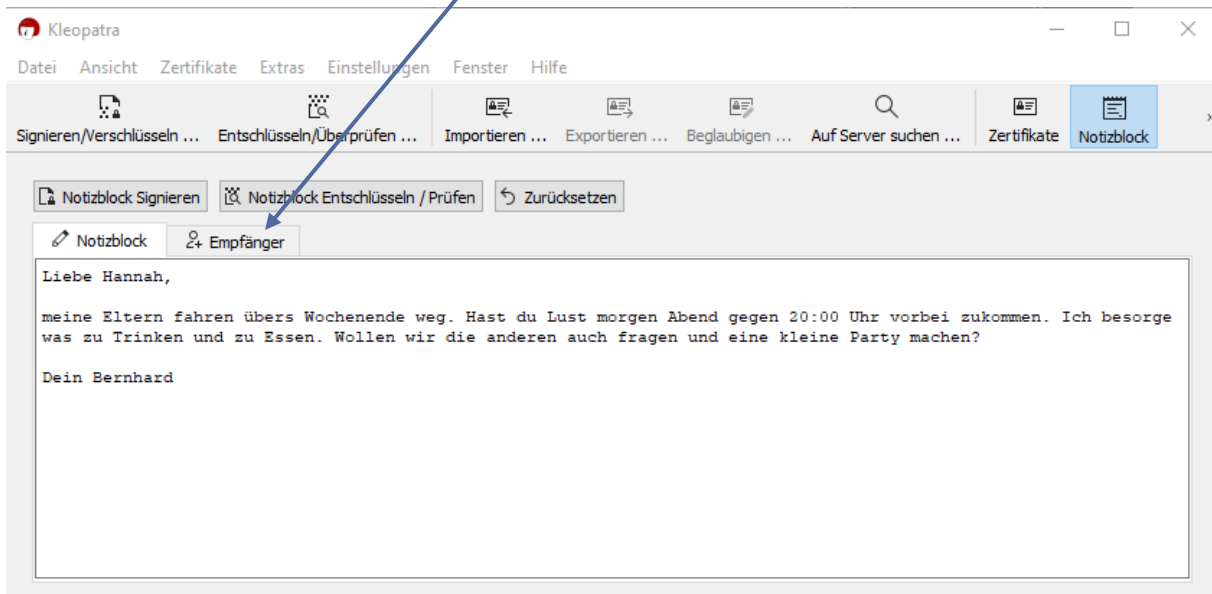 Kleopatra
Datei Ansicht Zertifikate Extras Einstellungen Fenster Hilfe
Signieren/Verschlüsseln ... Entschlüsseln/Überprüfen ... Importieren ... Exportieren ... Beglaubigen ... Auf Server suchen ... Zertifikate Notizblock
Notizblock Signieren Notizblock Entschlüsseln / Prüfen Zurücksetzen
Notizblock Empfänger
Liebe Hannah,
meine Eltern fahren übers Wochenende weg. Hast du Lust morgen Abend gegen 20:00 Uhr vorbei zukommen. Ich besorge
was zu Trinken und zu Essen. Wollen wir die anderen auch fragen und eine kleine Party machen?
Dein Bernhard